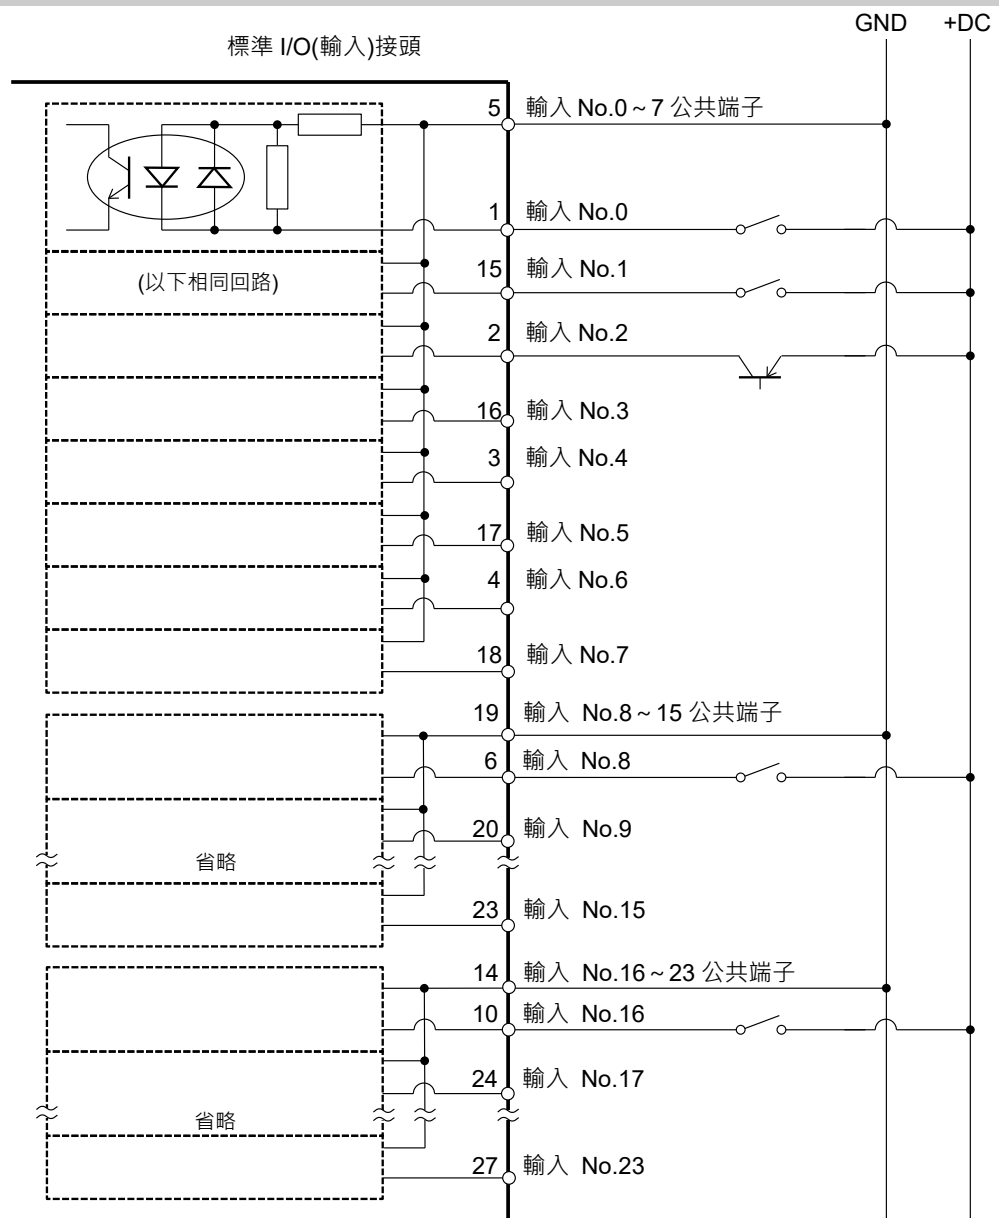 GND +DC
標準 I/O(輸入)接頭
5 輸入 No.0~7 公共端子
1 輸入 No.0
15 輸入 No.1
(以下相同回路)
2 輸入 No.2
16 輸入 No.3
3 輸入 No.4
17 輸入 No.5
4 輸入 No.6
18 輸入 No.7
19 輸入 No.8~15 公共端子
6 輸入 No.8
20 輸入 No.9
省略
23 輸入 No.15
14 輸入 No.16~23 公共端子
10 輸入 No.16
24 輸入 No.17
省略
27 輸入 No.23